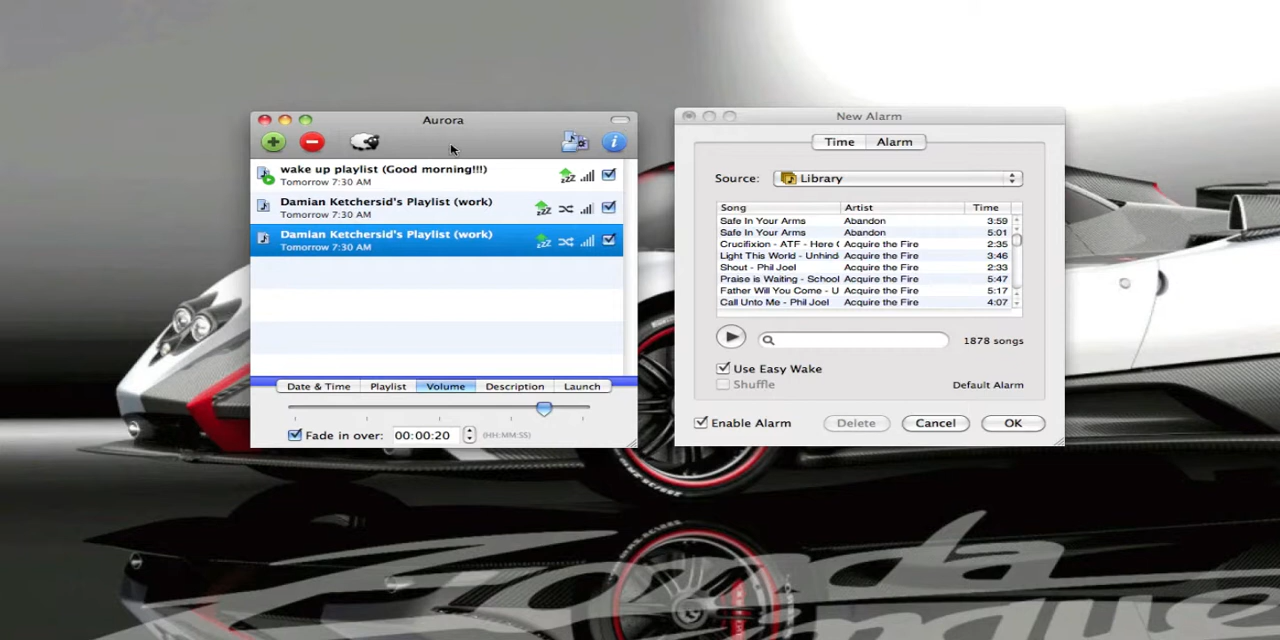 Aurora
wake up playlist (Good morning!!!)
Tomorrow 7:30 AM
Damian Ketchersid's Playlist (work)
Tomorrow 7:30 AM
Damian Ketchersid's Playlist (work)
Tomorrow 7:30 AM
Date & Time Playlist Volume Description Launch
Fade in over: 00:00:20 (HH:MM:SS)
New Alarm
Time Alarm
Source: Library
Song Artist Time
Safe In Your Arms Abandon 3:59
Safe In Your Arms Abandon 5:01
Crucifixion - ATF - Here ( Acquire the Fire 2:35
Light This World - Unhind Acquire the Fire 3:46
Shout - Phil Joel Acquire the Fire 2:33
Praise is Waiting - School Acquire the Fire 5:47
Father Will You Come - U Acquire the Fire 5:17
Call Unto Me - Phil Joel Acquire the Fire 4:07
1878 songs
Use Easy Wake
Shuffle Default Alarm
Enable Alarm Delete Cancel OK
Zonda